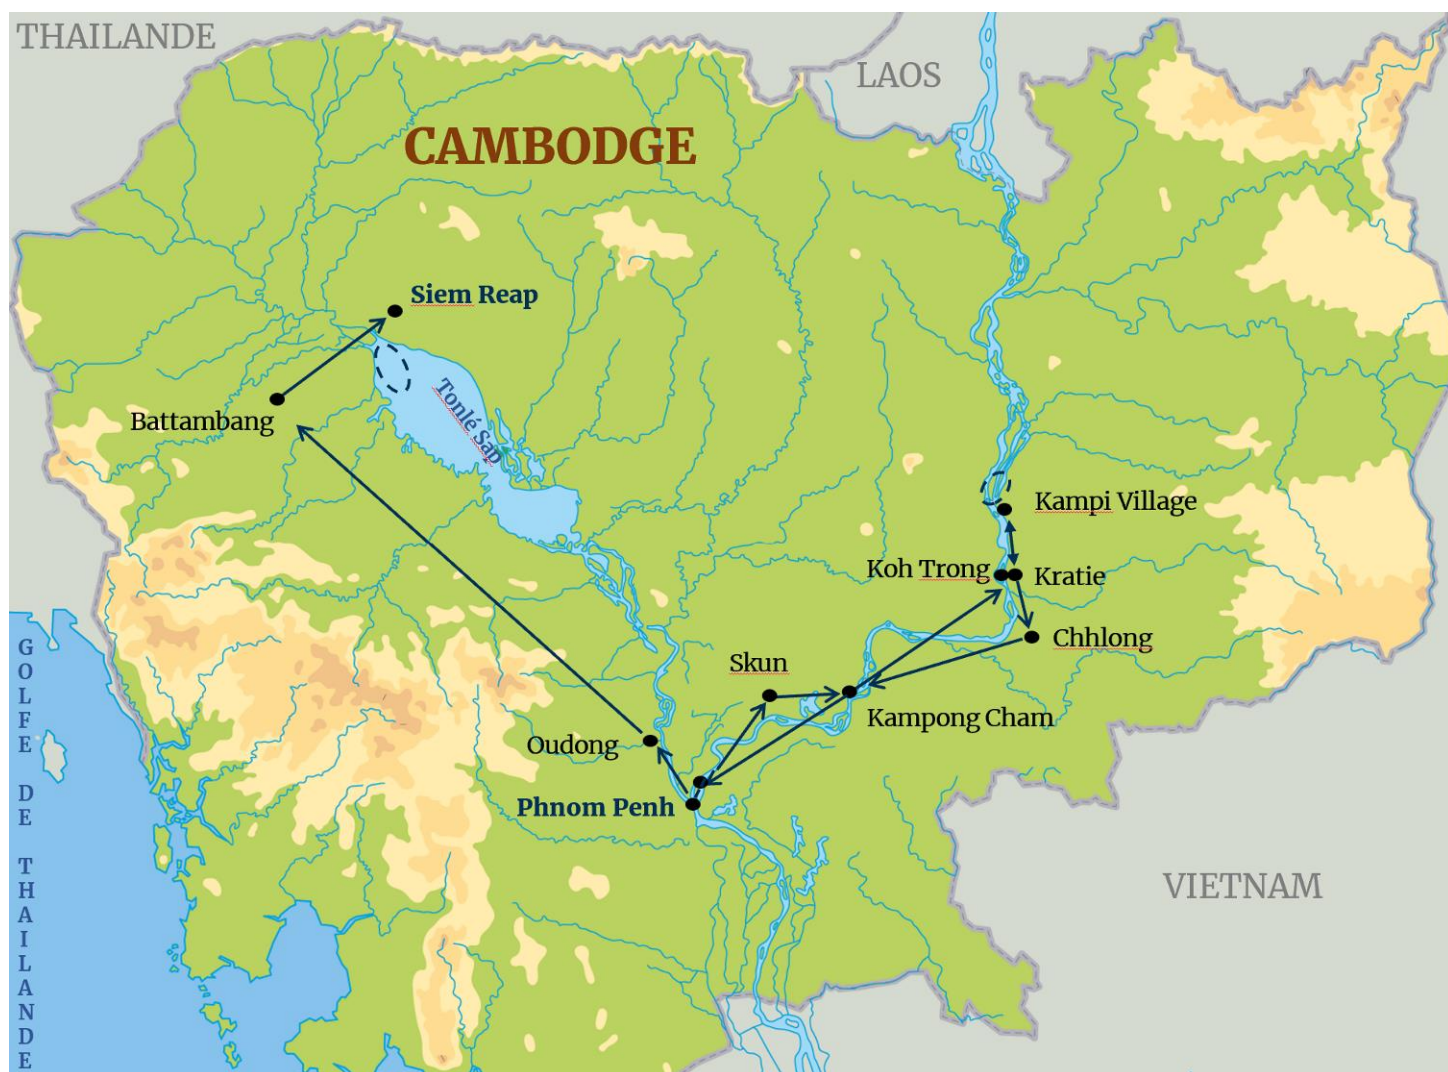 THAILANDE
LAOS
CAMBODGE
Siem Reap
Tonlé Sap
Battambang
Kampi Village
Koh Trong
Kratie
Chhlong
Skun
Kampong Cham
Oudong
Phnom Penh
VIETNAM
GOLFE DE THAILANDE